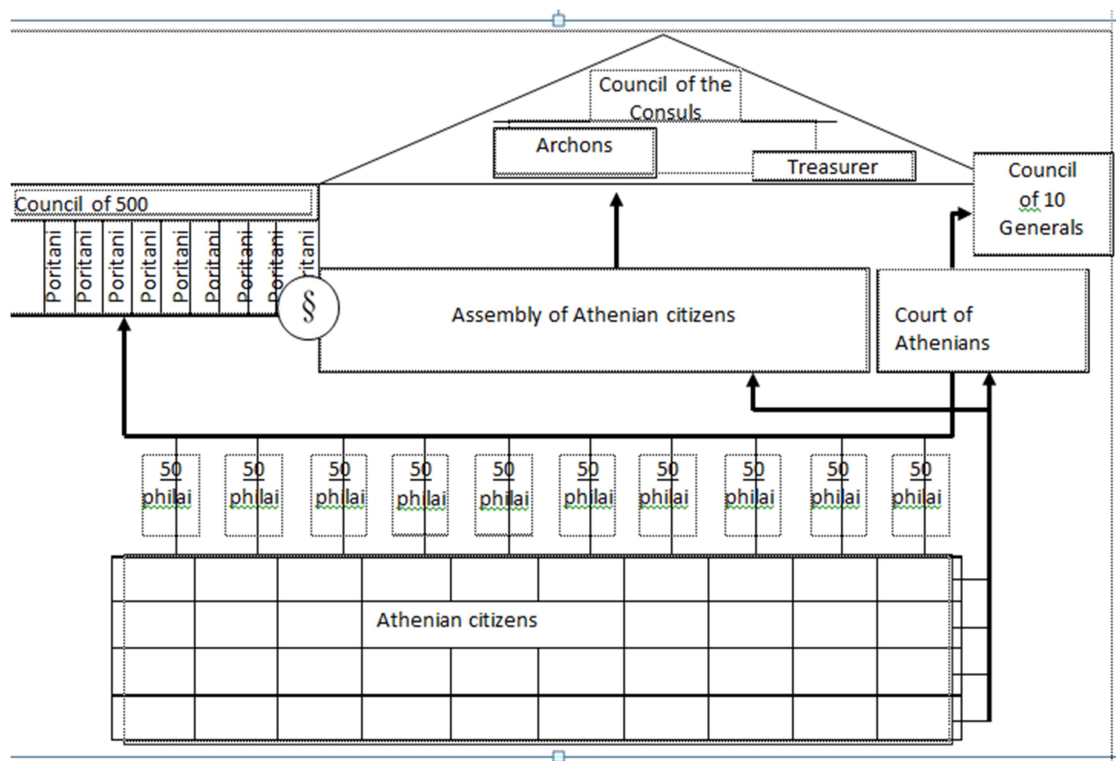 Council of the
Consuls
Archons
Treasurer
Council
of 10
Generals
Council of 500
Poritani
Poritani
Poritani
Poritani
Poritani
Poritani
Poritani
Poritani
ritani
§
Assembly of Athenian citizens
Court of
Athenians
50
philai
50
philai
50
philai
50
philai
50
philai
50
philai
50
philai
50
philai
50
philai
50
philai
Athenian citizens